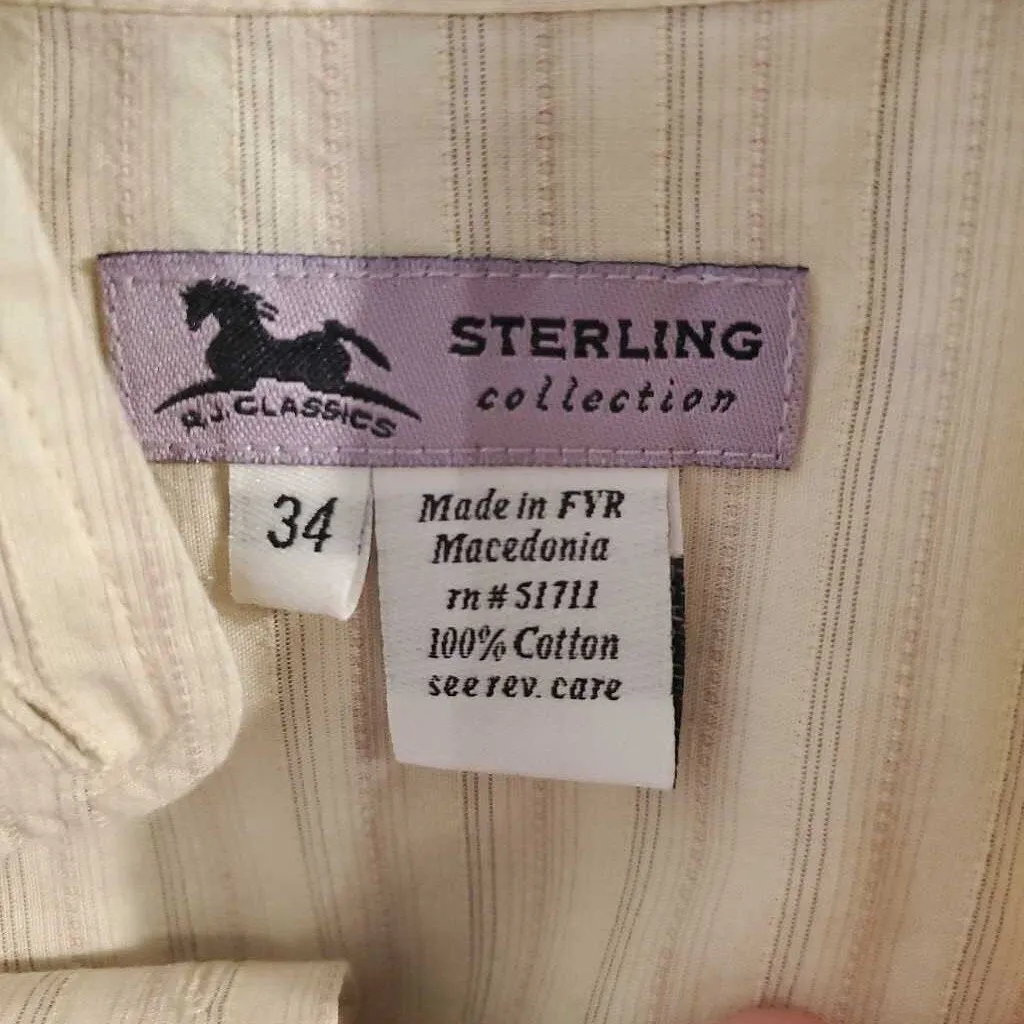 STERLING
collection
R.J. CLASSICS
34
Made in FYR
Macedonia
rn# 51711
100% Cotton
see rev. care